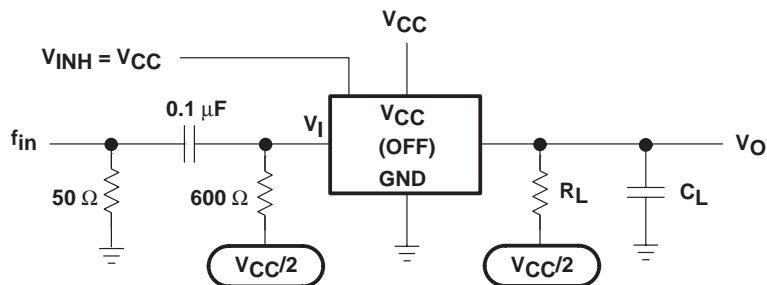 VCC
VINH = VCC
0.1 μF
fin
VI
VCC
(OFF)
GND
VO
50 Ω
600 Ω
RL
CL
VCC/2
VCC/2